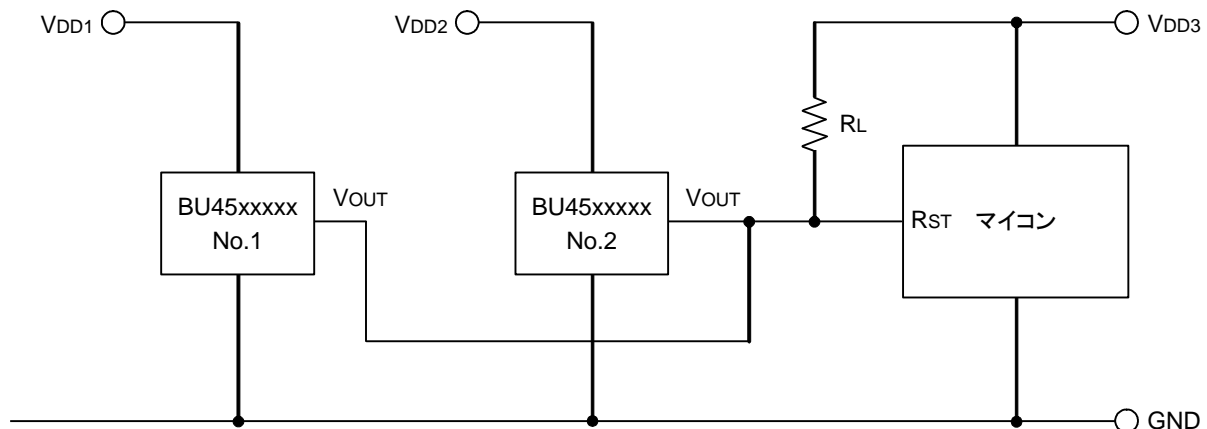 VDD1
VDD2
VDD3
RL
BU45xxxxx
No.1
VOUT
BU45xxxxx
No.2
VOUT
RST マイコン
GND